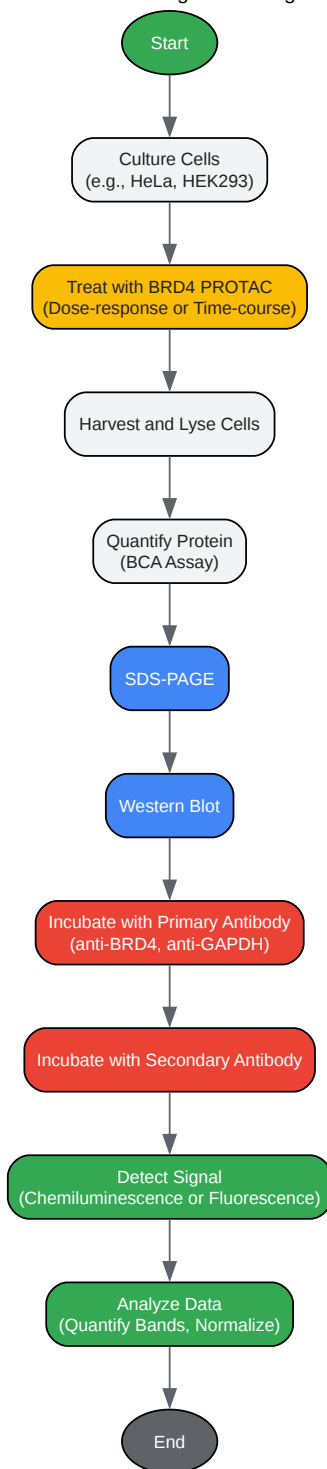 Start
Culture Cells
(e.g., HeLa, HEK293)
Treat with BRD4 PROTAC
(Dose-response or Time-course)
Harvest and Lyse Cells
Quantify Protein
(BCA Assay)
SDS-PAGE
Western Blot
Incubate with Primary Antibody
(anti-BRD4, anti-GAPDH)
Incubate with Secondary Antibody
Detect Signal
(Chemiluminescence or Fluorescence)
Analyze Data
(Quantify Bands, Normalize)
End